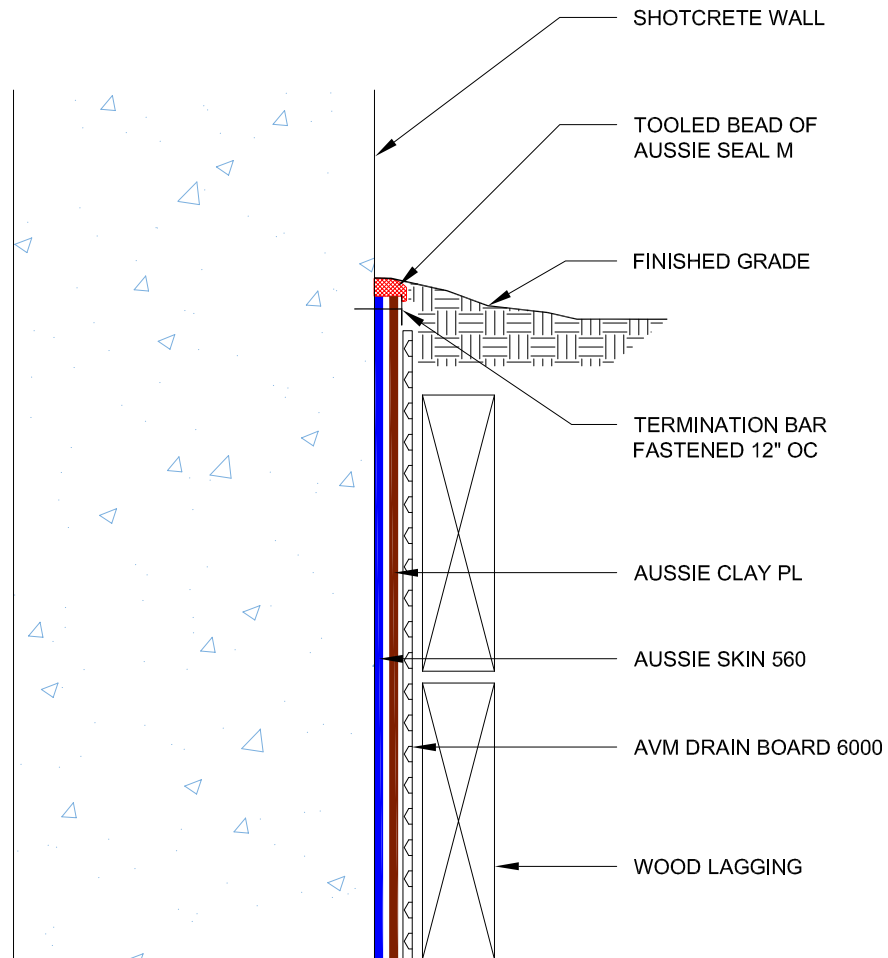 SHOTCRETE WALL
TOOLED BEAD OF
AUSSIE SEAL M
FINISHED GRADE
TERMINATION BAR
FASTENED 12" OC
AUSSIE CLAY PL
AUSSIE SKIN 560
AVM DRAIN BOARD 6000
WOOD LAGGING